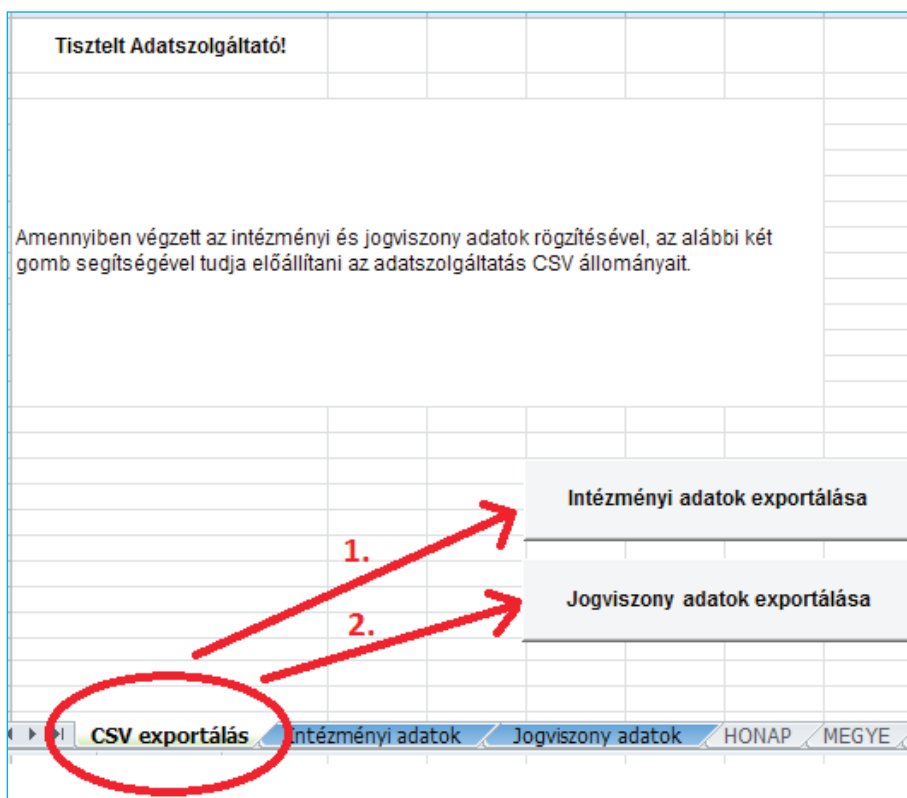 Tisztelt Adatszolgáltató!
Amennyiben végzett az intézményi és jogviszony adatok rögzítésével, az alábbi két
gomb segítségével tudja előállítani az adatszolgáltatás CSV állományait.
Intézményi adatok exportálása
1.
Jogviszony adatok exportálása
2.
CSV exportálás Intézményi adatok Jogviszony adatok HONAP MEGYE